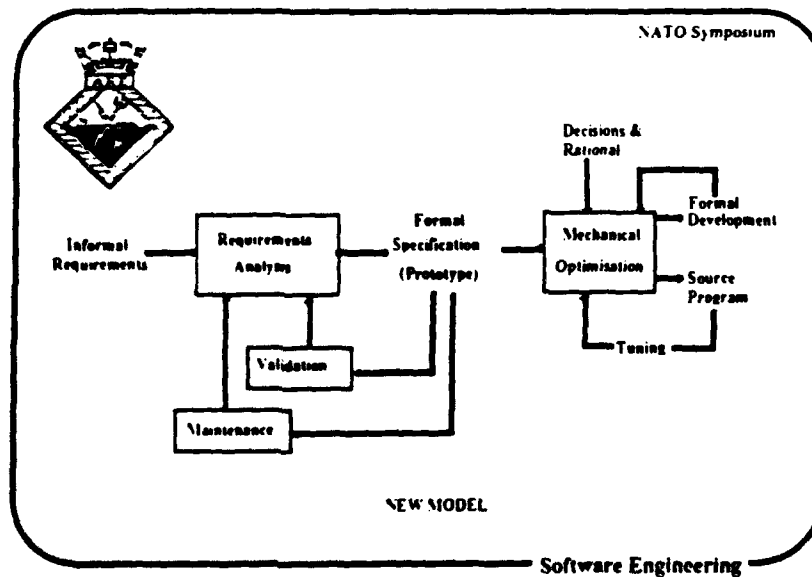 NATO Symposium
Decisions &
Rational
Informal
Requirements
Requirements
Analysis
Formal
Specification
(Prototype)
Mechanical
Optimisation
Formal
Development
Source
Program
Tuning
Validation
Maintenance
NEW MODEL
Software Engineering